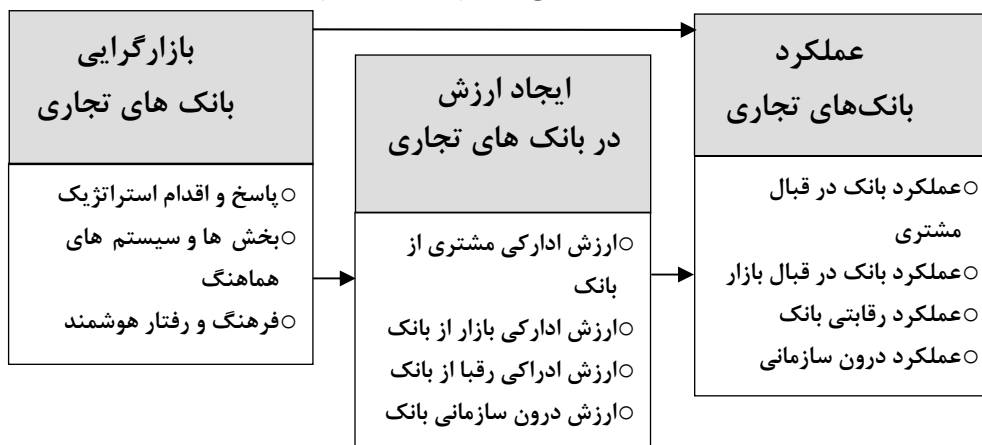 بازارگرایی
بانک های تجاری
○پاسخ و اقدام استراتژیک
○بخش ها و سیستم های
هماهنگ
○فرهنگ و رفتار هوشمند
ایجاد ارزش
در بانک های تجاری
○ارزش ادارکی مشتری از
بانک
○ارزش ادارکی بازار از بانک
○ارزش ادراکی رقبا از بانک
○ارزش درون سازمانی بانک
عملکرد
بانک‌های تجاری
○عملکرد بانک در قبال
مشتری
○عملکرد بانک در قبال بازار
○عملکرد رقابتی بانک
○عملکرد درون سازمانی